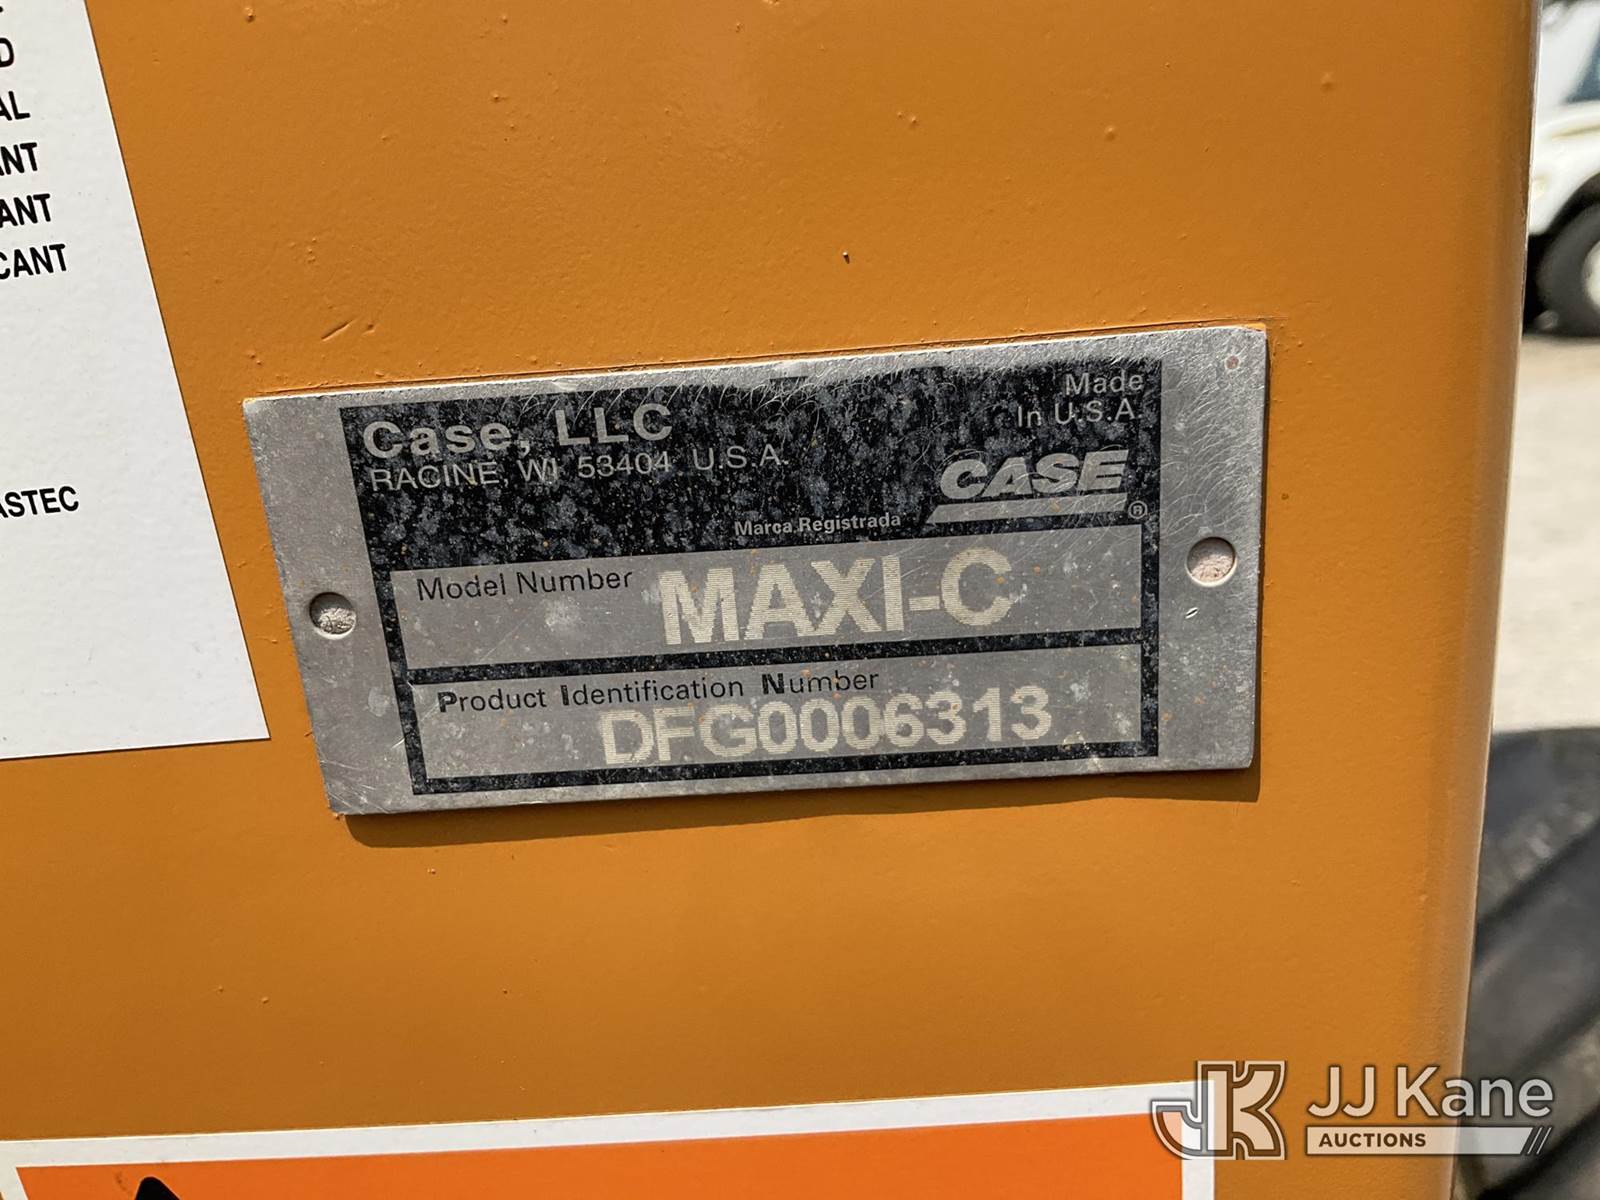 D
AL
ANT
ANT
CANT
ASTEC
Case, LLC
RACINE, WI 53404 U.S.A.
Made
In U.S.A.
CASE
®
Marca Registrada
Model Number MAXI-C
Product Identification Number
DFG0006313
JK JJ Kane
AUCTIONS